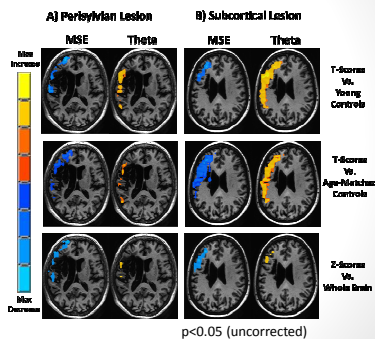 A) Perisylvian Lesion
B) Subcortical Lesion
MSE
Theta
MSE
Theta
Max
Increase
Max
Decrease
T-Scores
Vs.
Young
Controls
T-Scores
Vs.
Age-Matched
Controls
Z-Scores
Vs.
Whole Brain
p<0.05 (uncorrected)